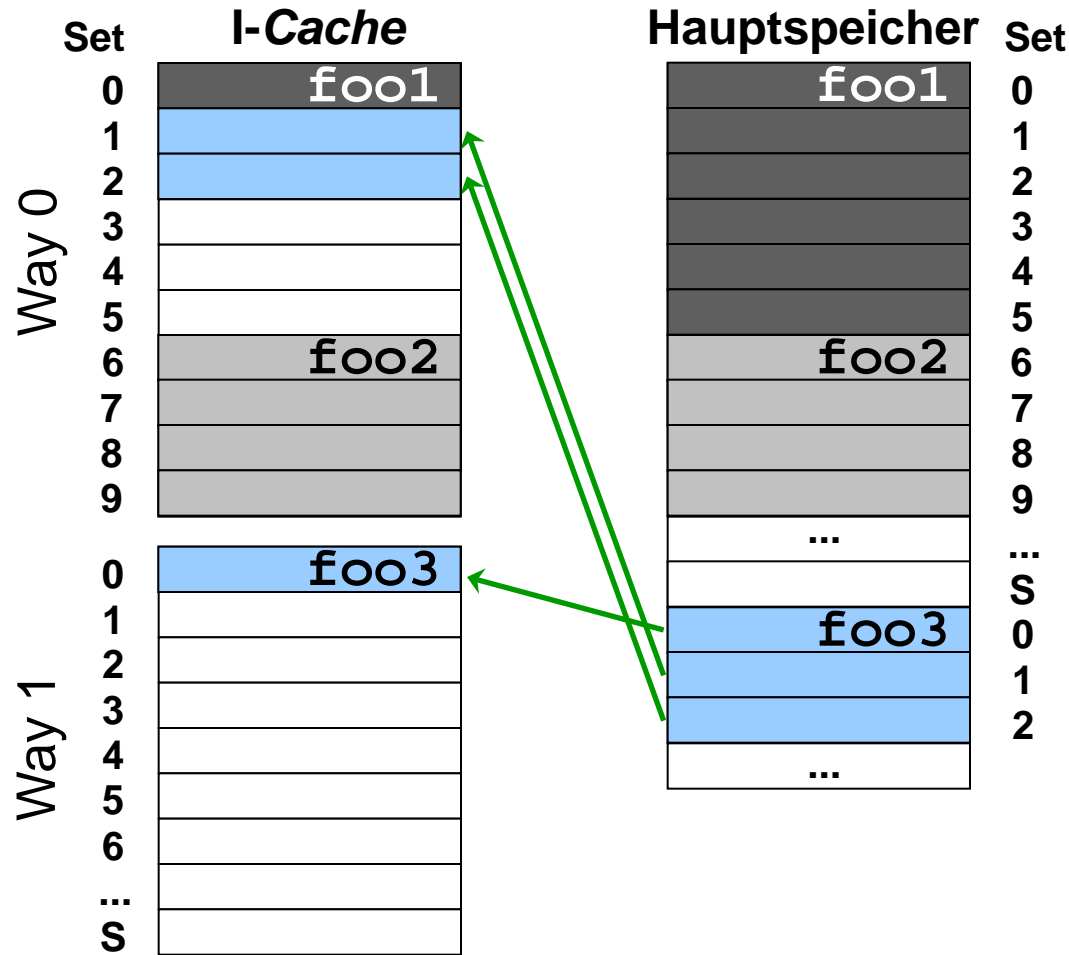 Set I-Cache Hauptspeicher Set
0 foo1 foo1 0
1 1
2 2
3 3
4 4
5 5
6 foo2 foo2 6
7 7
8 8
9 9
Way 0
... ...
S
0 foo3 foo3 0
1 1
2 2
3 ...
4
5
6
...
S
Way 1